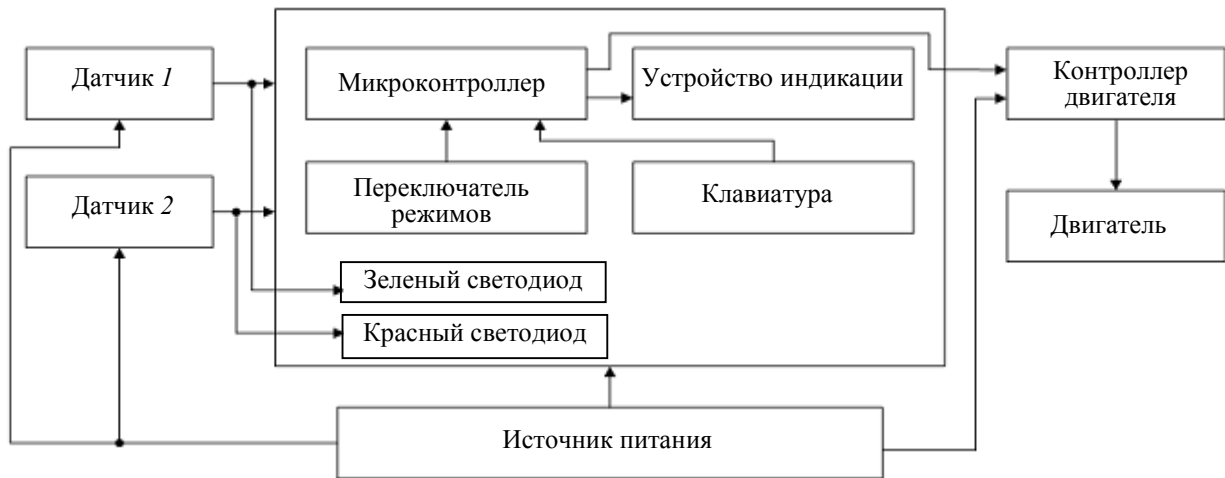 Датчик 1
Микроконтроллер
Устройство индикации
Контроллер
двигателя
Датчик 2
Переключатель
режимов
Клавиатура
Двигатель
Зеленый светодиод
Красный светодиод
Источник питания